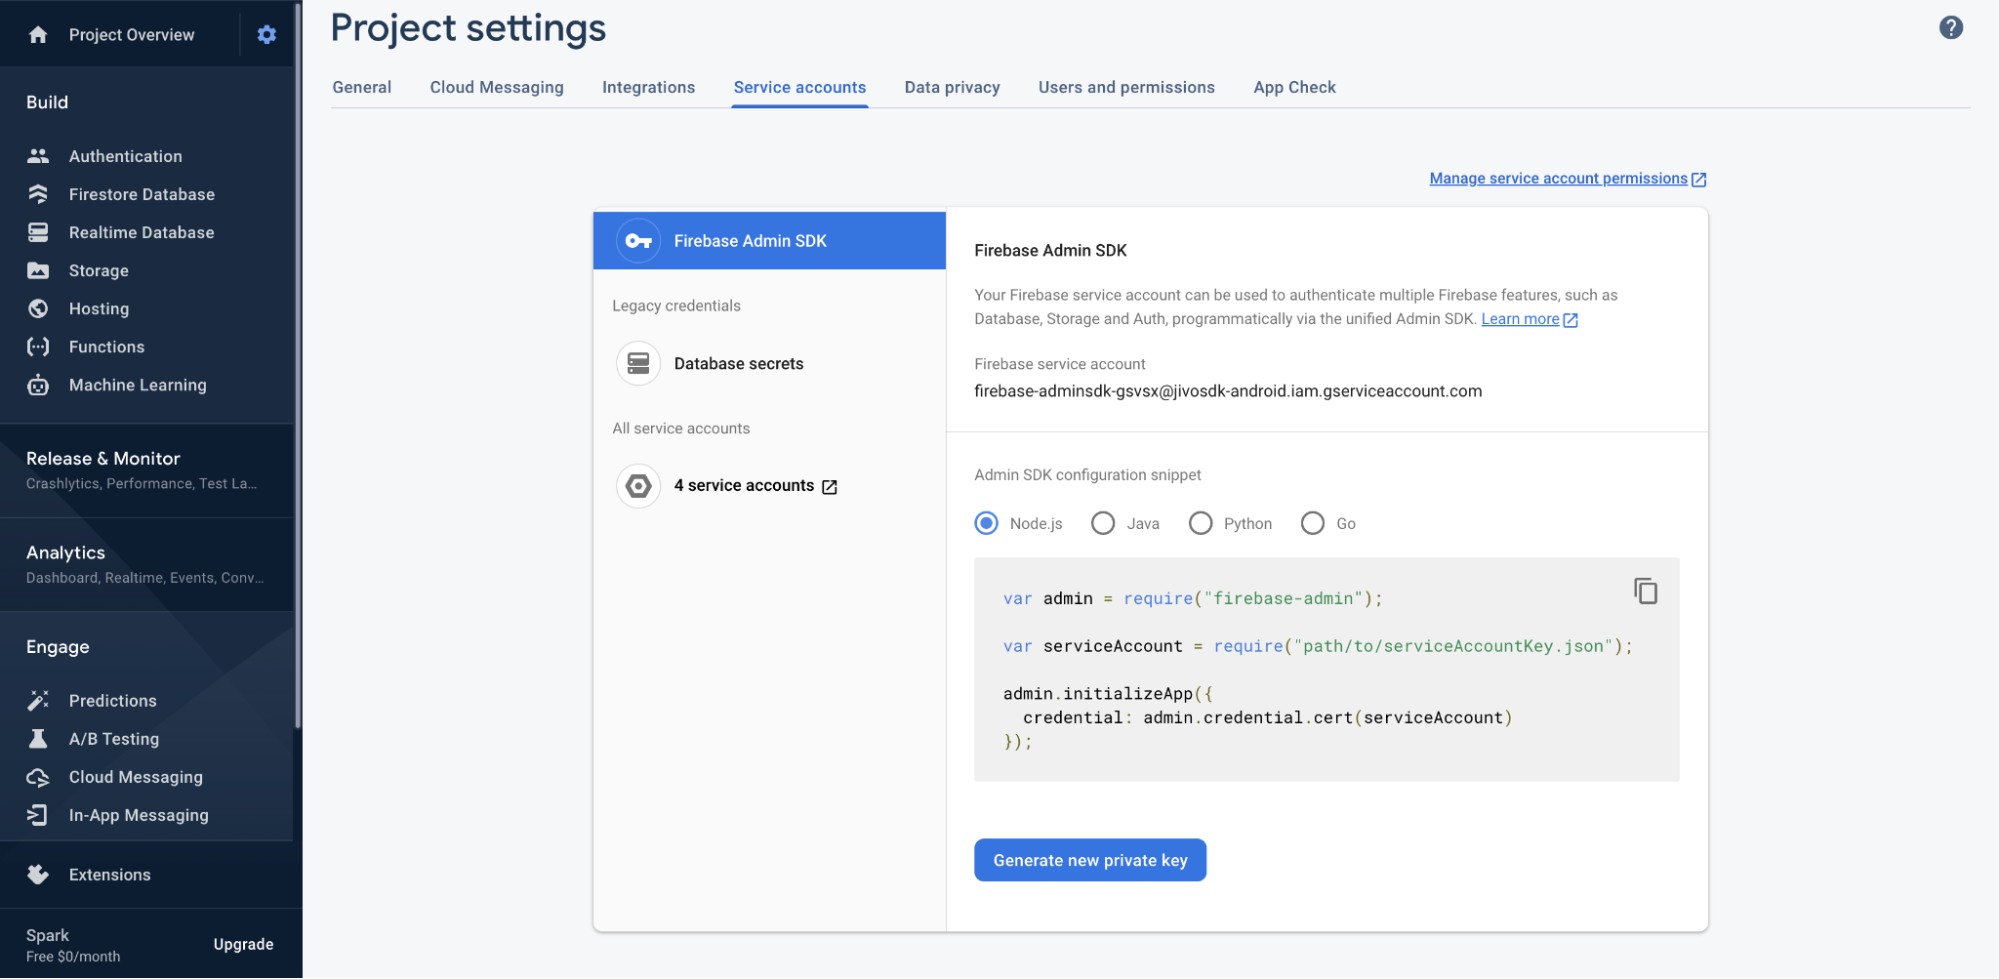 Project Overview
Build
Authentication
Firestore Database
Realtime Database
Storage
Hosting
Functions
Machine Learning
Release & Monitor
Crashlytics, Performance, Test La...
Analytics
Dashboard, Realtime, Events, Conv...
Engage
Predictions
A/B Testing
Cloud Messaging
In-App Messaging
Extensions
Spark
Free $0/month
Upgrade
Project settings
?
General Cloud Messaging Integrations Service accounts Data privacy Users and permissions App Check
Manage service account permissions
Firebase Admin SDK
Legacy credentials
Database secrets
All service accounts
4 service accounts
Firebase Admin SDK
Your Firebase service account can be used to authenticate multiple Firebase features, such as
Database, Storage and Auth, programmatically via the unified Admin SDK. Learn more
Firebase service account
firebase-adminsdk-gsvsx@jivosdk-android.iam.gserviceaccount.com
Admin SDK configuration snippet
Node.js Java Python Go
var admin = require("firebase-admin");
var serviceAccount = require("path/to/serviceAccountKey.json");
admin.initializeApp({
  credential: admin.credential.cert(serviceAccount)
});
Generate new private key